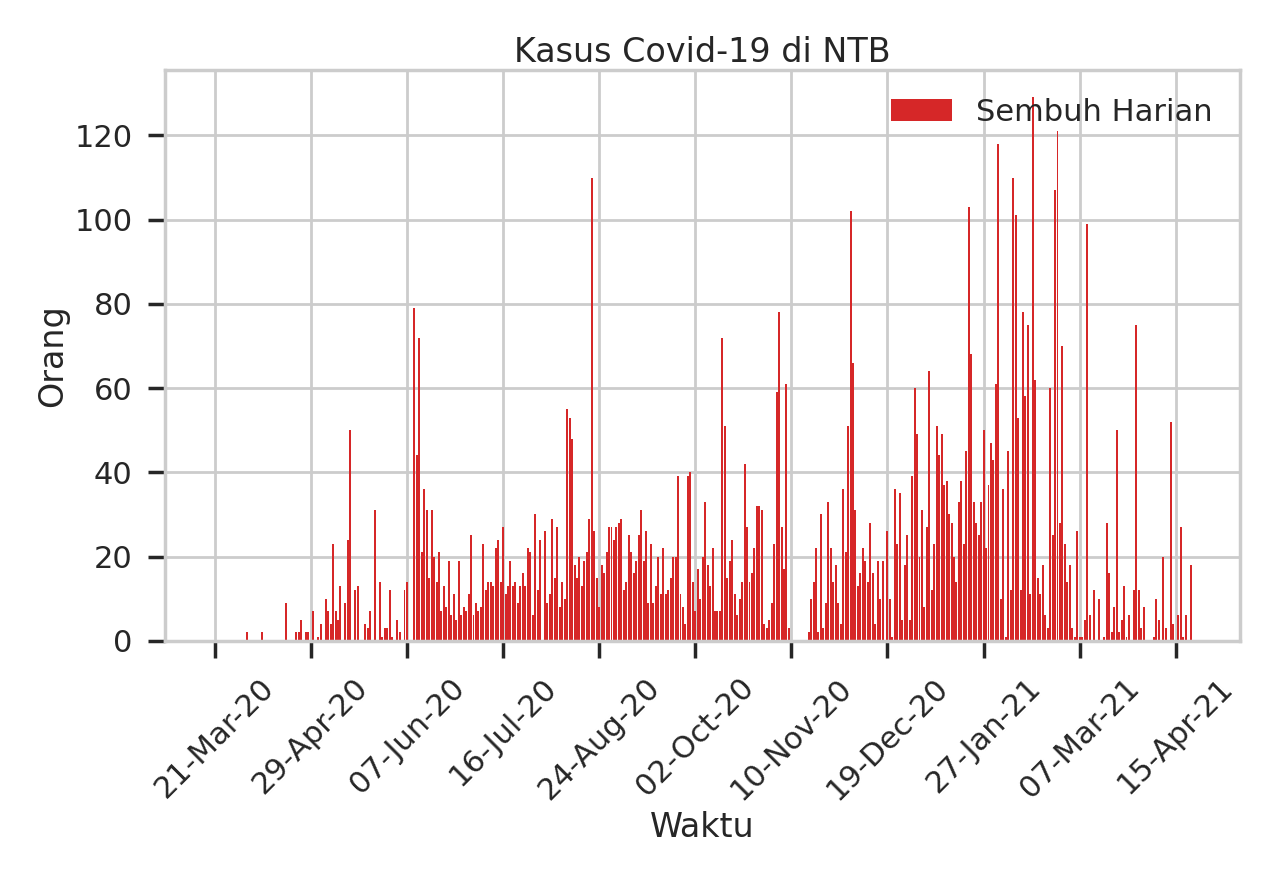 Kasus Covid-19 di NTB
Sembuh Harian
Orang
120
100
80
60
40
20
0
21-Mar-20
29-Apr-20
07-Jun-20
16-Jul-20
24-Aug-20
02-Oct-20
10-Nov-20
19-Dec-20
27-Jan-21
07-Mar-21
15-Apr-21
Waktu